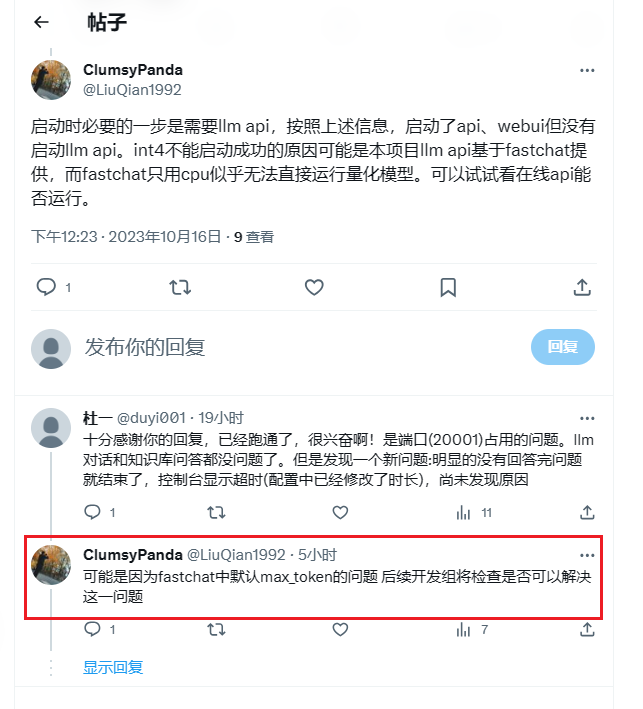 帖子
ClumsyPanda
@LiuQian1992
启动时必要的一步是需要llm api，按照上述信息，启动了api、webui但没有
启动llm api。int4不能启动成功的原因可能是本项目llm api基于fastchat提
供，而fastchat只用cpu似乎无法直接运行量化模型。可以试试看在线api能
否运行。
下午12:23 · 2023年10月16日 · 9 查看
1
发布你的回复
回复
杜一 @duyi001 · 19小时
十分感谢你的回复，已经跑通了，很兴奋啊！是端口(20001)占用的问题。llm
对话和知识库问答都没问题了。但是发现一个新问题:明显的没有回答完问题
就结束了，控制台显示超时(配置中已经修改了时长)，尚未发现原因
1 11
ClumsyPanda @LiuQian1992 · 5小时
可能是因为fastchat中默认max_token的问题 后续开发组将检查是否可以解决
这一问题
1 7
显示回复